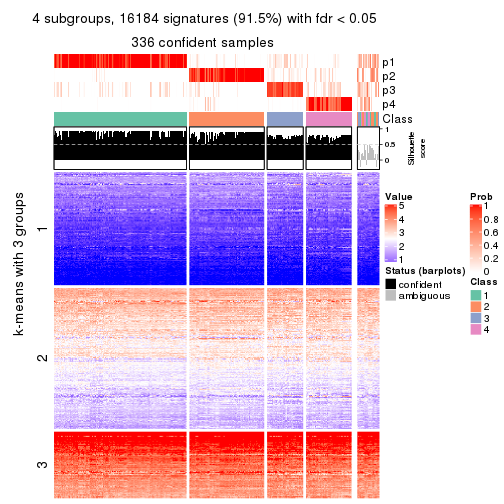 4 subgroups, 16184 signatures (91.5%) with fdr < 0.05
336 confident samples
p1
p2
p3
p4
Class
1
0.5
0
Silhouette
score
k-means with 3 groups
1
2
3
Value
5
4
3
2
1
Status (barplots)
confident
ambiguous
Prob
1
0.8
0.6
0.4
0.2
0
Class
1
2
3
4